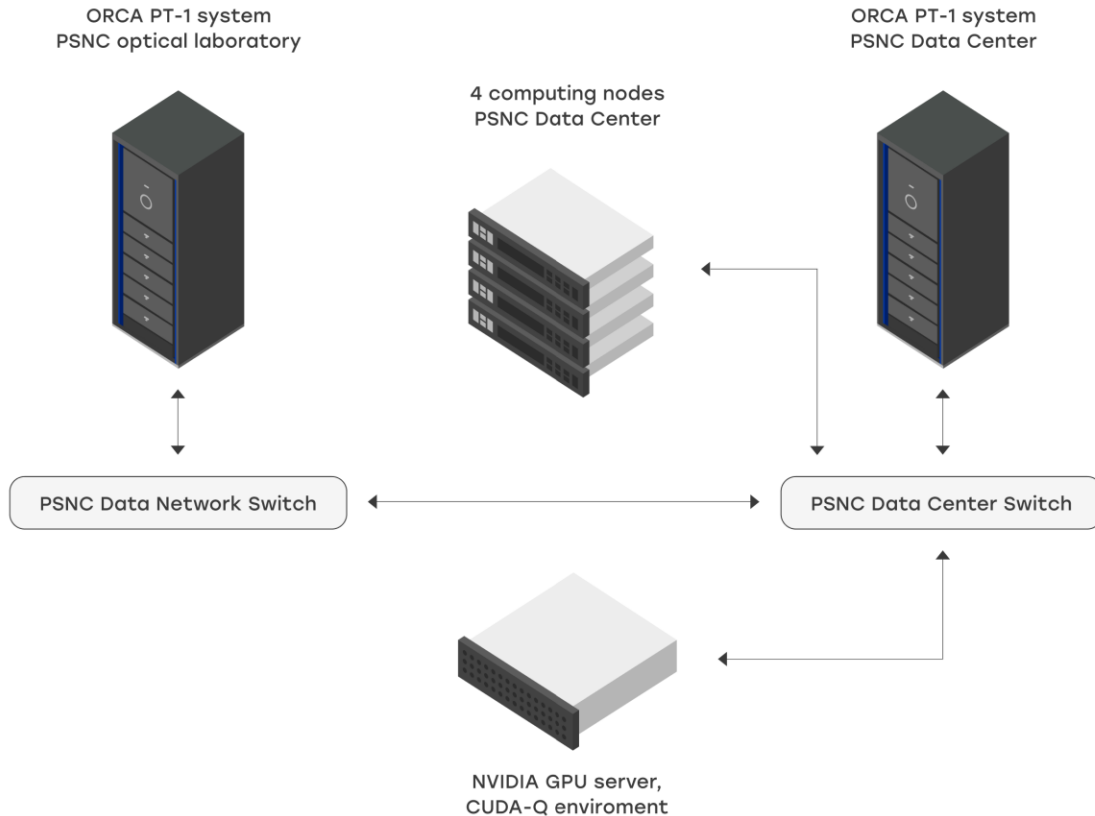 ORCA PT-1 system
PSNC optical laboratory
4 computing nodes
PSNC Data Center
ORCA PT-1 system
PSNC Data Center
PSNC Data Network Switch
PSNC Data Center Switch
NVIDIA GPU server,
CUDA-Q enviroment